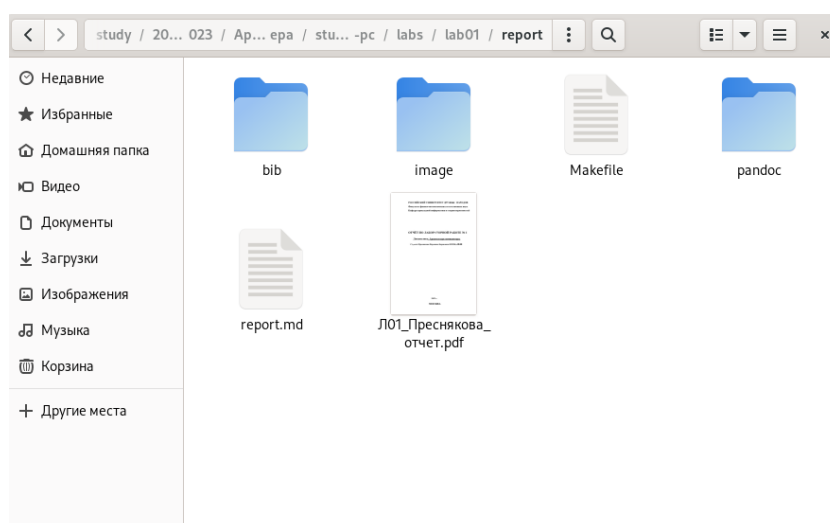 study / 20... 023 / Ap... epa / stu... -pc / labs / lab01 / report
Недавние
Избранные
Домашняя папка
Видео
Документы
Загрузки
Изображения
Музыка
Корзина
Другие места
bib
image
Makefile
pandoc
report.md
Л01_Преснякова_
отчет.pdf